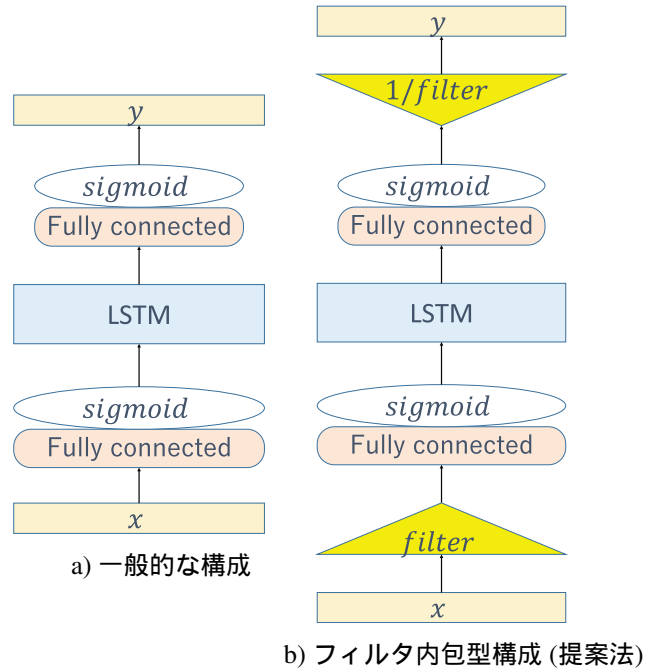 y
sigmoid
Fully connected
LSTM
sigmoid
Fully connected
x
a) 一般的な構成
y
1/filter
sigmoid
Fully connected
LSTM
sigmoid
Fully connected
filter
x
b) フィルタ内包型構成 (提案法)